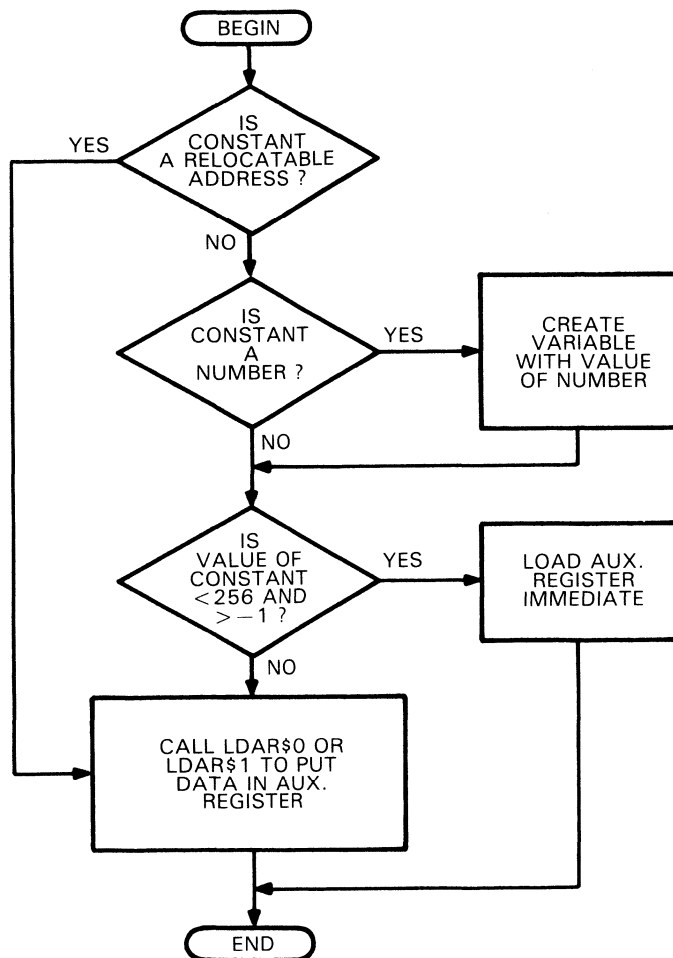 BEGIN
IS
CONSTANT
A RELOCATABLE
ADDRESS ?
YES
NO
IS
CONSTANT
A
NUMBER ?
YES
CREATE
VARIABLE
WITH VALUE
OF NUMBER
NO
IS
VALUE OF
CONSTANT
<256 AND
>−1 ?
YES
LOAD AUX.
REGISTER
IMMEDIATE
NO
CALL LDAR$0 OR
LDAR$1 TO PUT
DATA IN AUX.
REGISTER
END